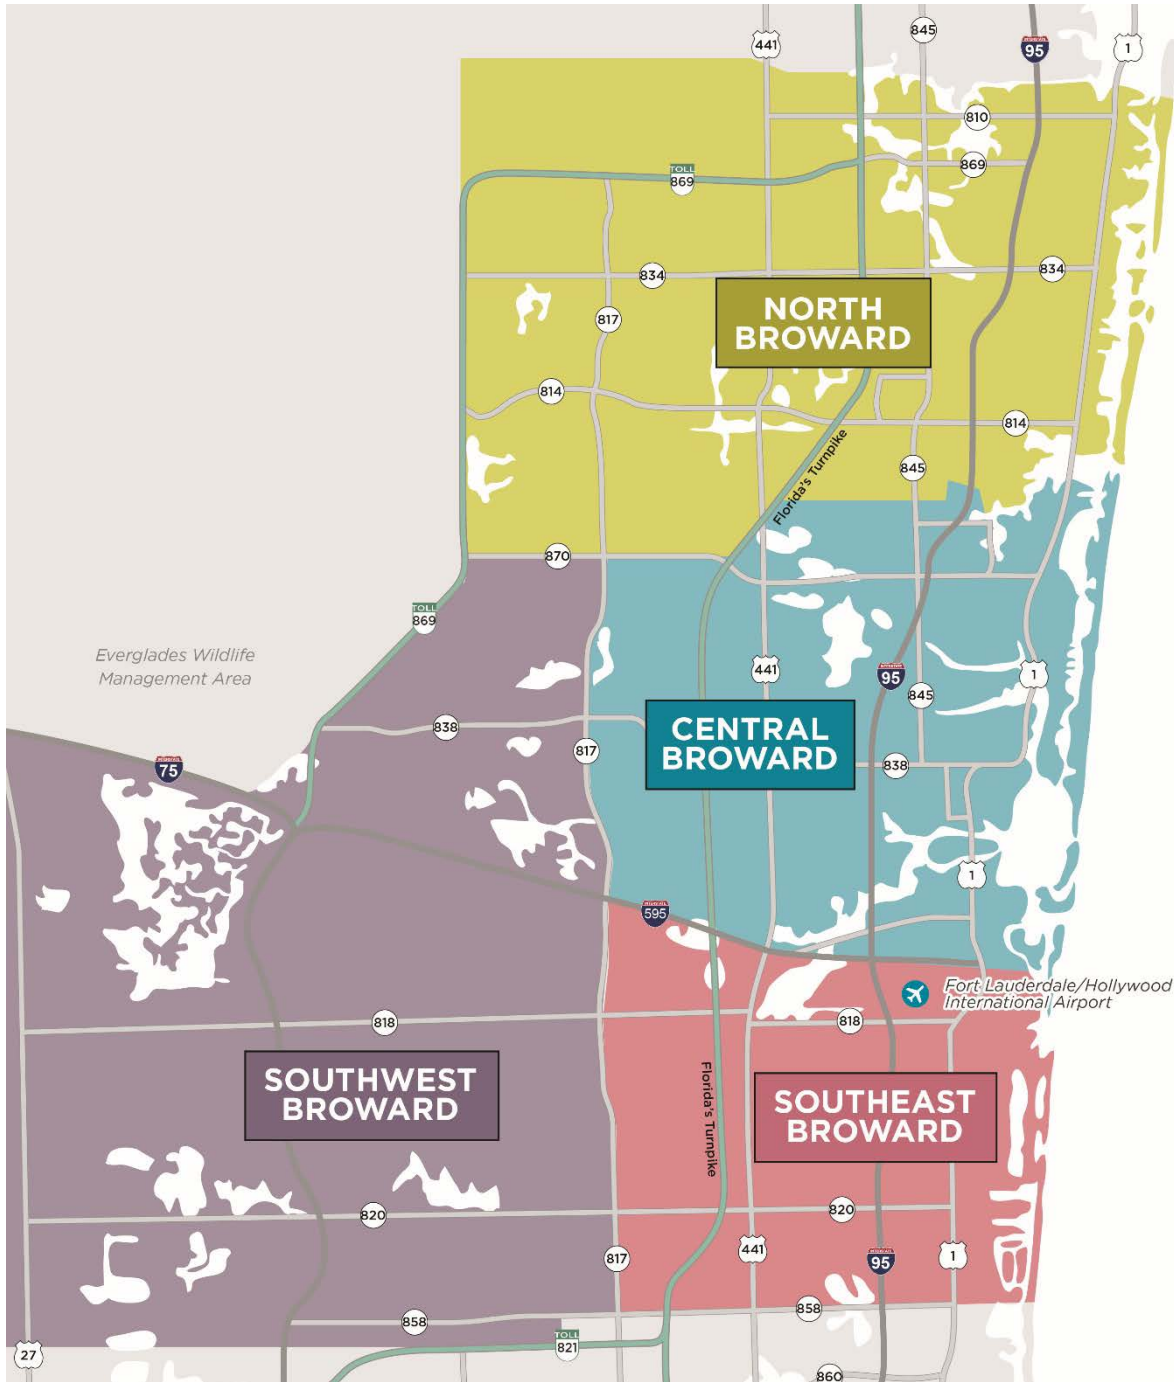 845
441
95
1
810
869
TOLL
869
834
834
NORTH
BROWARD
817
814
814
Florida's Turnpike
845
870
TOLL
869
Everglades Wildlife
Management Area
441
95
1
845
838
CENTRAL
BROWARD
817
838
75
1
595
Fort Lauderdale/Hollywood
International Airport
818
818
SOUTHWEST
BROWARD
Florida's Turnpike
SOUTHEAST
BROWARD
820
820
817
441
95
1
858
858
TOLL
821
27
860